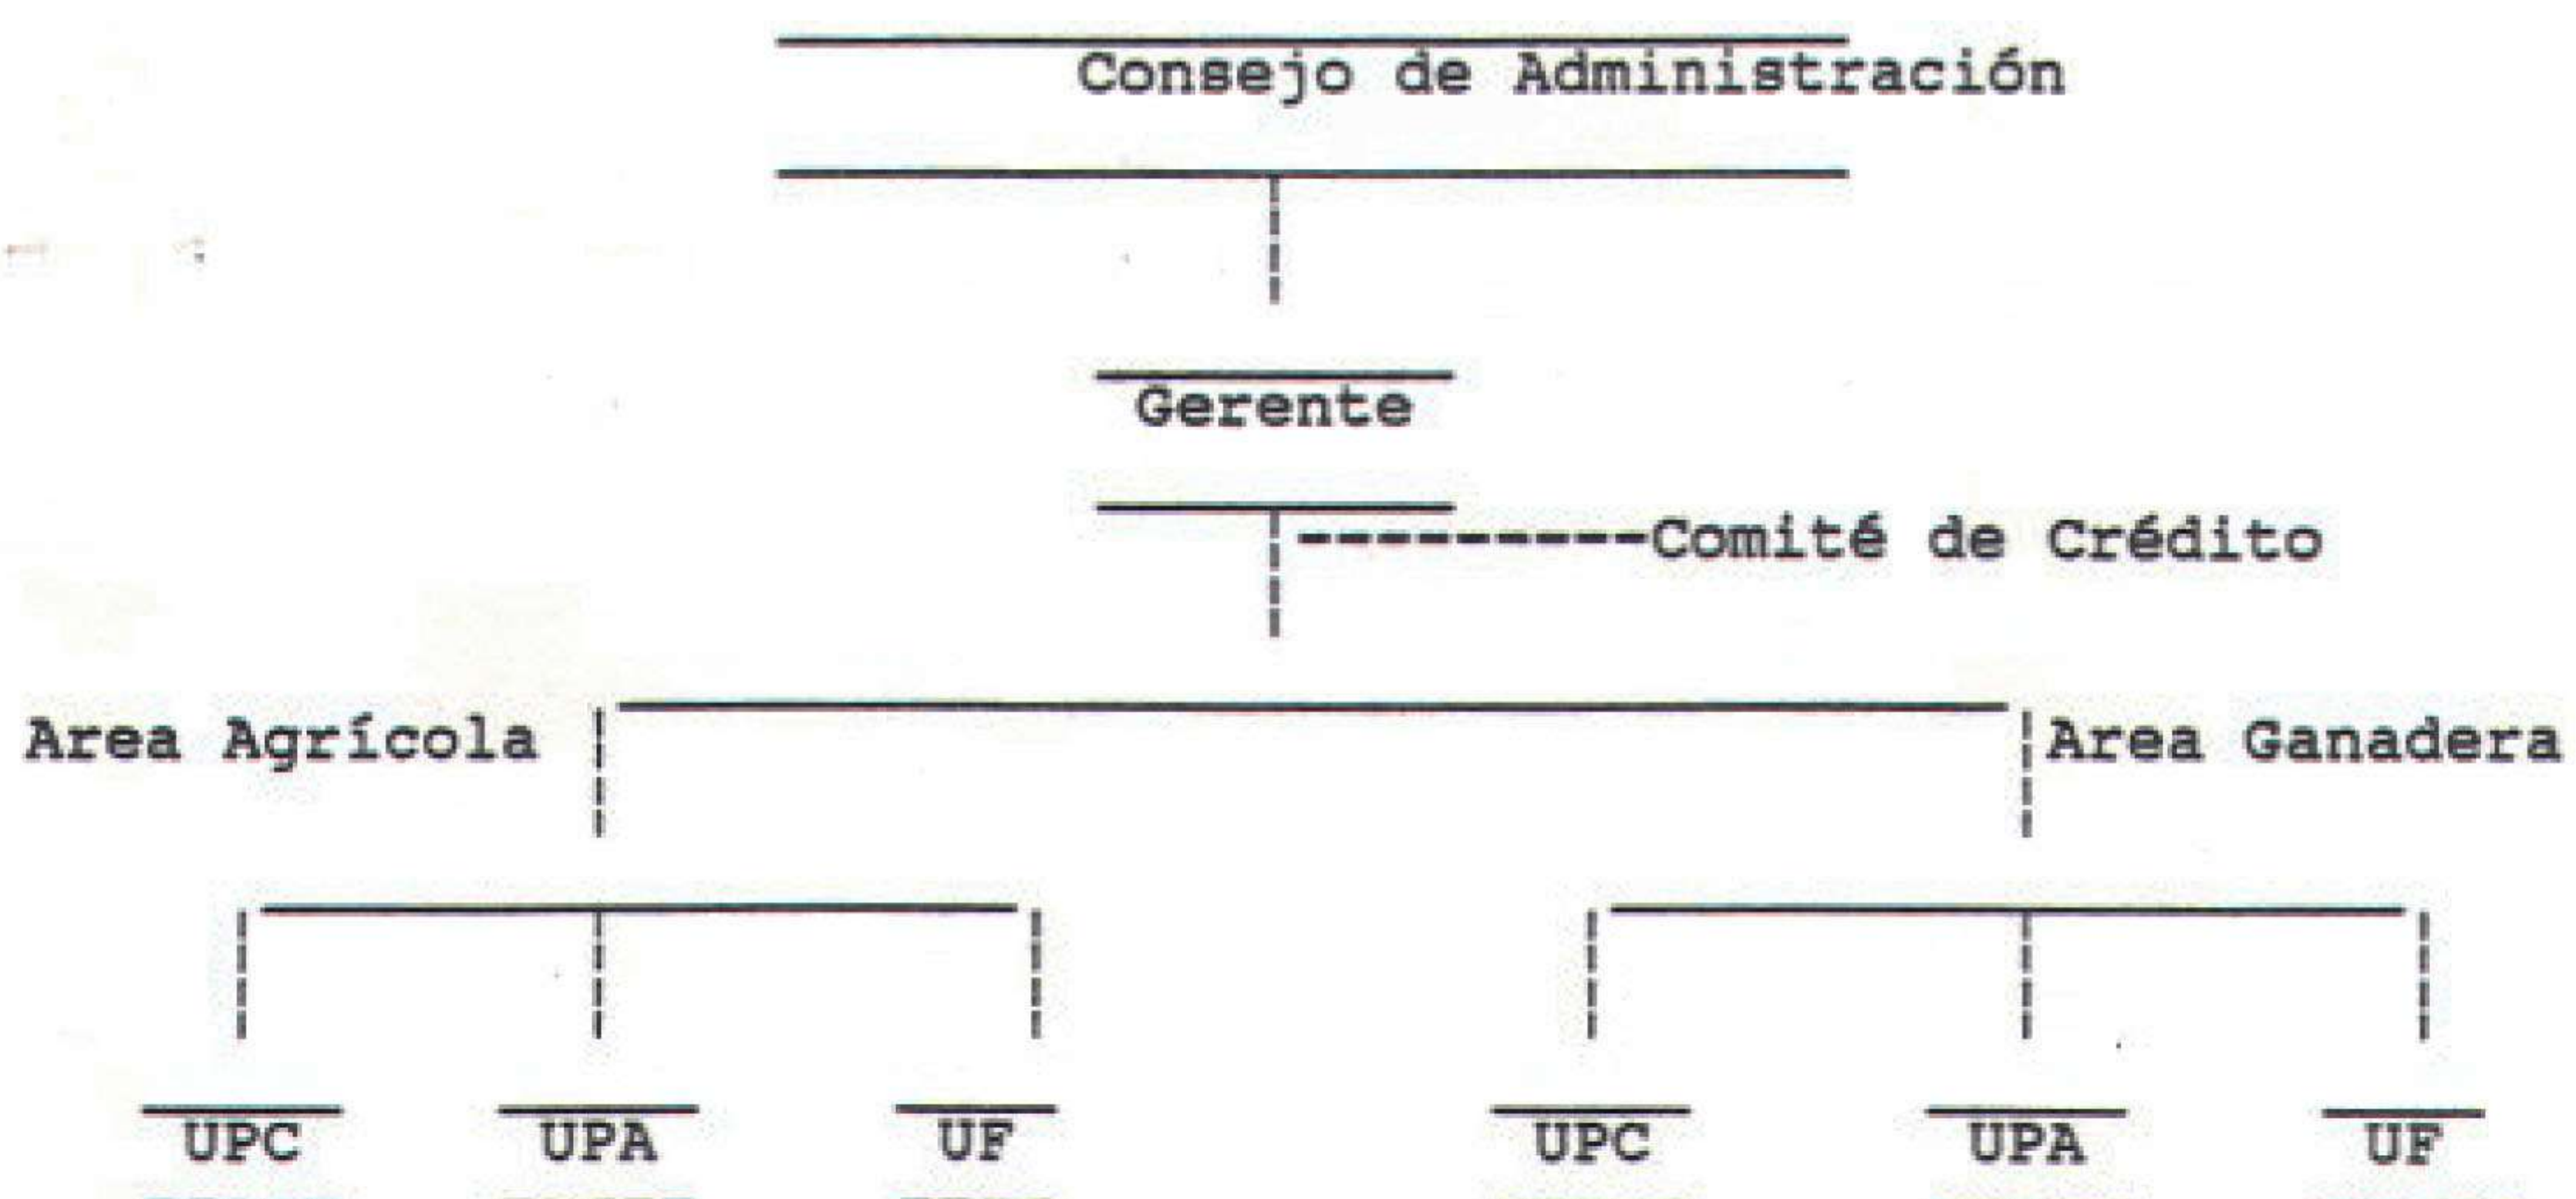 Consejo de Administración
Gerente
Comité de Crédito
Area Agrícola Area Ganadera
UPC UPA UF UPC UPA UF